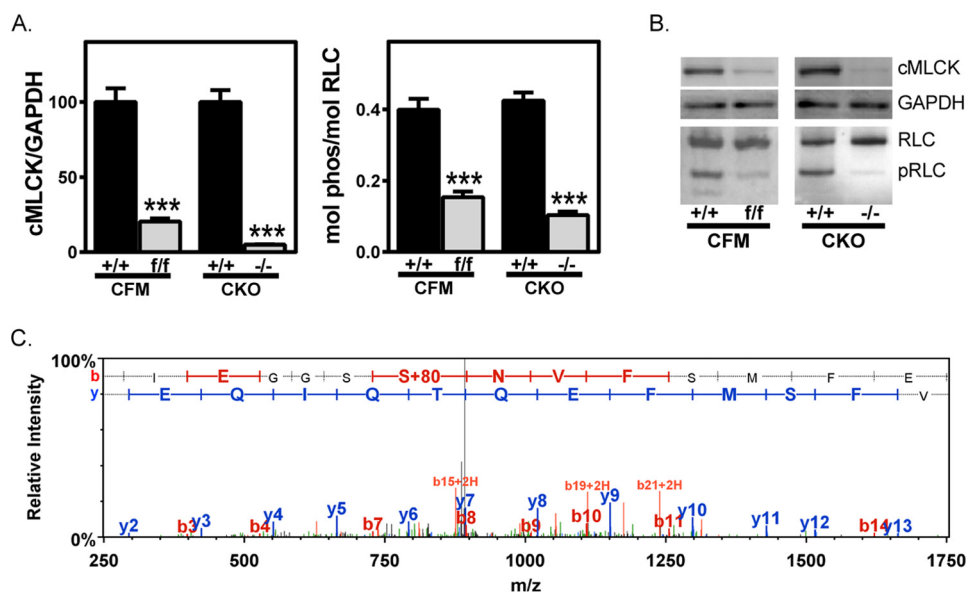 A.
B.
cMLCK/GAPDH
100
50
0
***
***
+/+ f/f +/+ -/-
CFM CKO
mol phos/mol RLC
0.4
0.2
0.0
***
***
+/+ f/f +/+ -/-
CFM CKO
cMLCK
GAPDH
RLC
pRLC
+/+ f/f +/+ -/-
CFM CKO
C.
Relative Intensity
100%
0%
b I E G G S S+80 N V F S M F E
y E Q I Q T Q E F M S F V
b15+2H b19+2H b21+2H
y2 b3 y3 b4 y4 y5 b7 y6 y7 b8 b9 y8 b10 y9 b11 y10 y11 y12 b14 y13
250 500 750 1000 1250 1500 1750
m/z